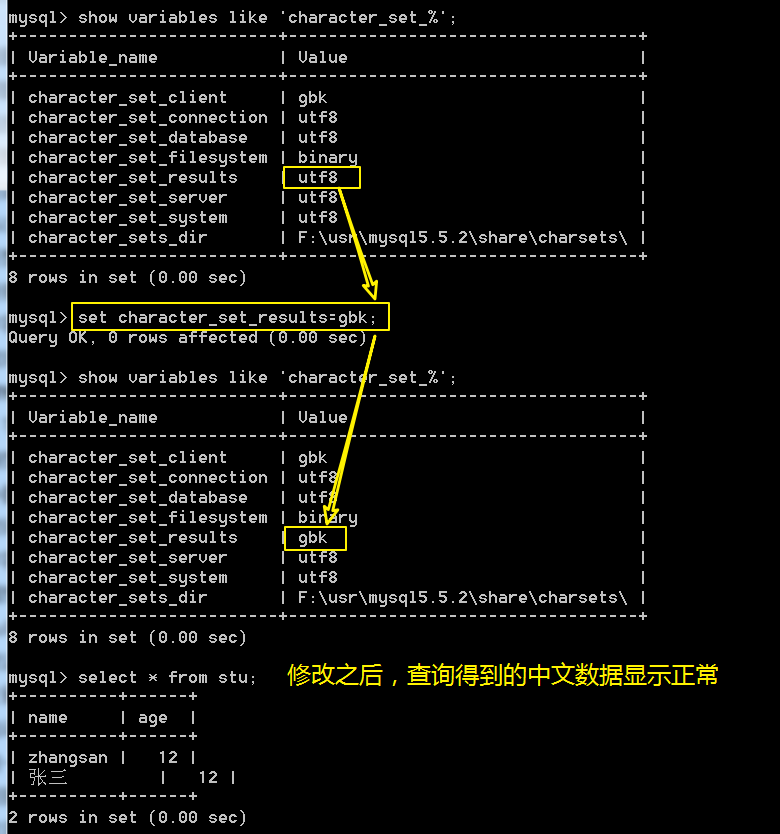 mysql> show variables like 'character_set_%';
+--------------------------+-----------------------------------+
| Variable_name            | Value                             |
+--------------------------+-----------------------------------+
| character_set_client     | gbk                               |
| character_set_connection | utf8                              |
| character_set_database   | utf8                              |
| character_set_filesystem | binary                            |
| character_set_results    | utf8                              |
| character_set_server     | utf8                              |
| character_set_system     | utf8                              |
| character_sets_dir       | F:\usr\mysql5.5.2\share\charsets\ |
+--------------------------+-----------------------------------+
8 rows in set (0.00 sec)
mysql> set character_set_results=gbk;
Query OK, 0 rows affected (0.00 sec)
mysql> show variables like 'character_set_%';
+--------------------------+-----------------------------------+
| Variable_name            | Value                             |
+--------------------------+-----------------------------------+
| character_set_client     | gbk                               |
| character_set_connection | utf8                              |
| character_set_database   | utf8                              |
| character_set_filesystem | binary                            |
| character_set_results    | gbk                               |
| character_set_server     | utf8                              |
| character_set_system     | utf8                              |
| character_sets_dir       | F:\usr\mysql5.5.2\share\charsets\ |
+--------------------------+-----------------------------------+
8 rows in set (0.00 sec)
mysql> select * from stu; 修改之后，查询得到的中文数据显示正常
+----------+------+
| name     | age  |
+----------+------+
| zhangsan |   12 |
| 张三         |   12 |
+----------+------+
2 rows in set (0.00 sec)